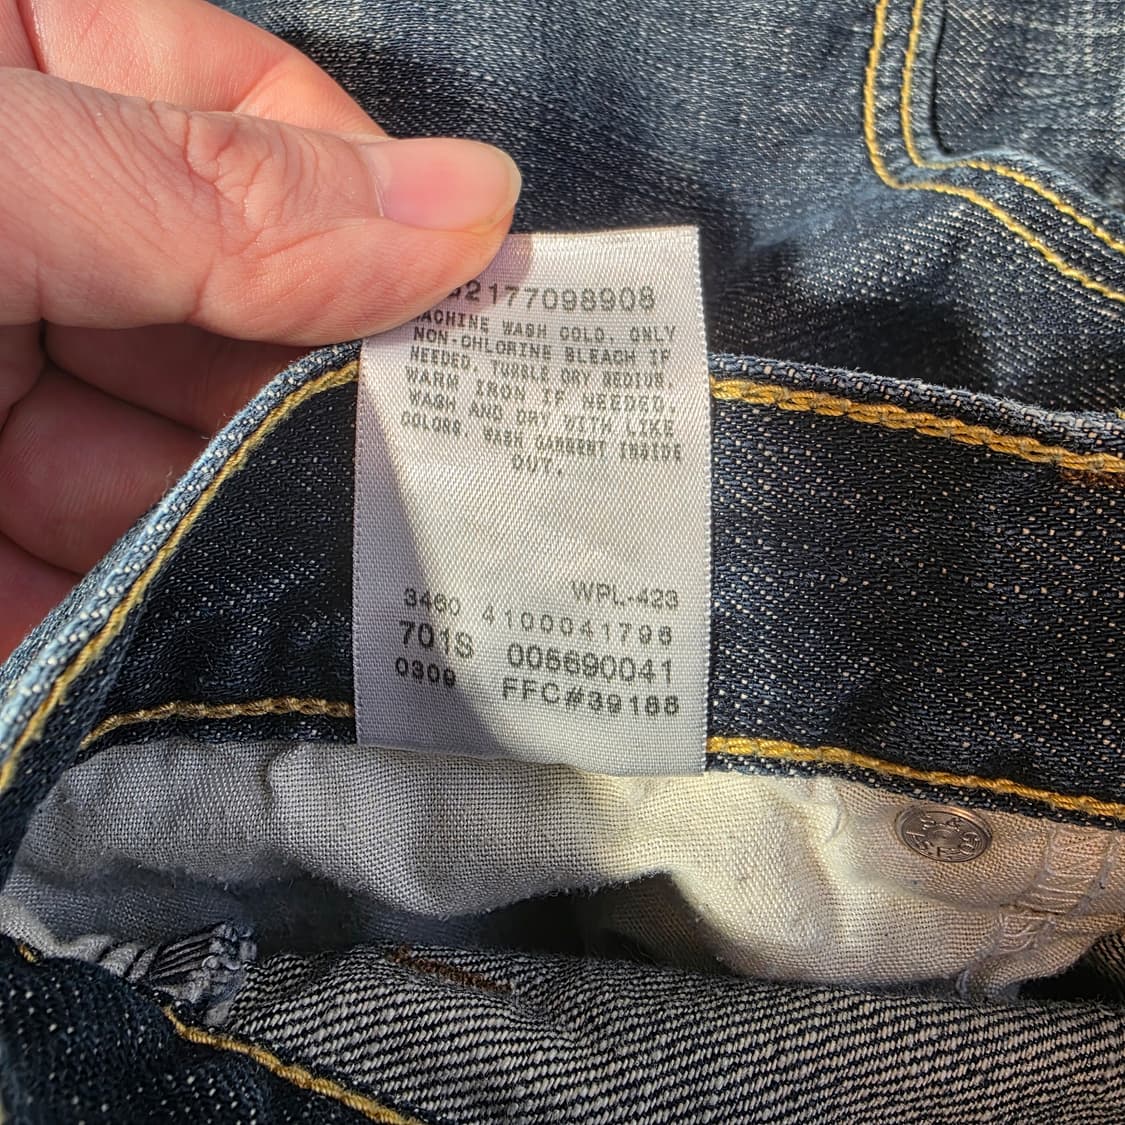 2177098908
MACHINE WASH COLD. ONLY
NON-CHLORINE BLEACH IF
NEEDED. TUMBLE DRY MEDIUM.
WARM IRON IF NEEDED.
WASH AND DRY WITH LIKE
COLORS. WASH GARMENT INSIDE
OUT.
WPL-423
3460 4100041796
701S 005690041
0309 FFC#39188